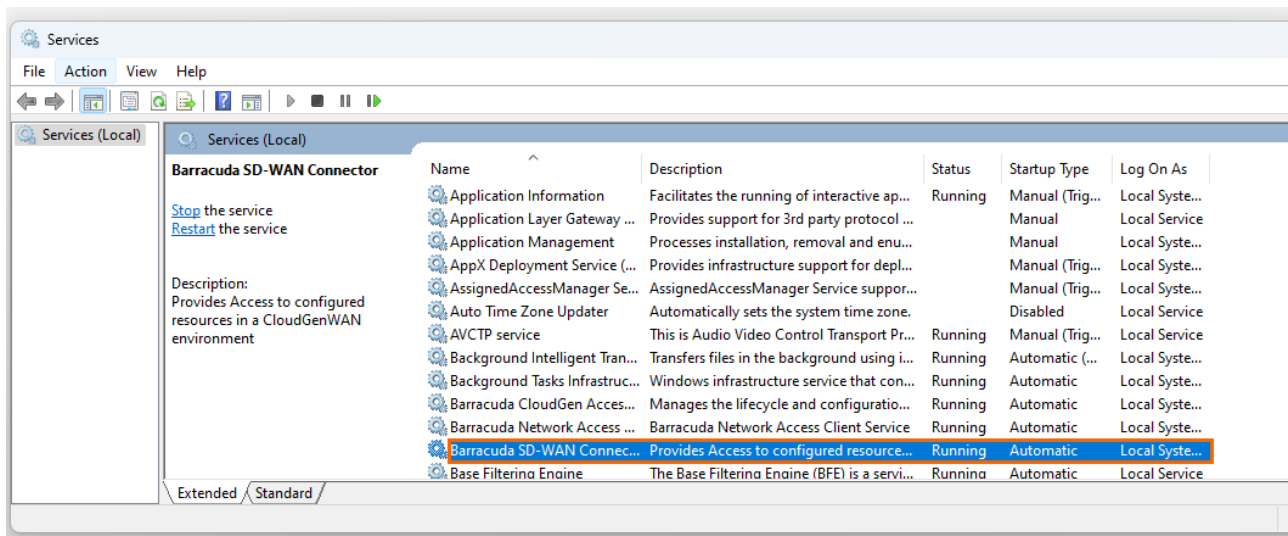 Services
File Action View Help
Services (Local)
Services (Local)
Barracuda SD-WAN Connector
Stop the service
Restart the service
Description:
Provides Access to configured
resources in a CloudGenWAN
environment
Name Description Status Startup Type Log On As
Application Information Facilitates the running of interactive ap... Running Manual (Trig... Local Syste...
Application Layer Gateway ... Provides support for 3rd party protocol ... Manual Local Service
Application Management Processes installation, removal and enu... Manual Local Syste...
AppX Deployment Service (... Provides infrastructure support for depl... Manual (Trig... Local Syste...
AssignedAccessManager Se... AssignedAccessManager Service suppor... Manual (Trig... Local Syste...
Auto Time Zone Updater Automatically sets the system time zone. Disabled Local Service
AVCTP service This is Audio Video Control Transport Pr... Running Manual (Trig... Local Service
Background Intelligent Tran... Transfers files in the background using i... Running Automatic (... Local Syste...
Background Tasks Infrastruc... Windows infrastructure service that con... Running Automatic Local Syste...
Barracuda CloudGen Acces... Manages the lifecycle and configuratio... Running Automatic Local Syste...
Barracuda Network Access ... Barracuda Network Access Client Service Running Automatic Local Syste...
Barracuda SD-WAN Connec... Provides Access to configured resource... Running Automatic Local Syste...
Base Filtering Engine The Base Filtering Engine (BFE) is a servi... Running Automatic Local Service
Extended Standard